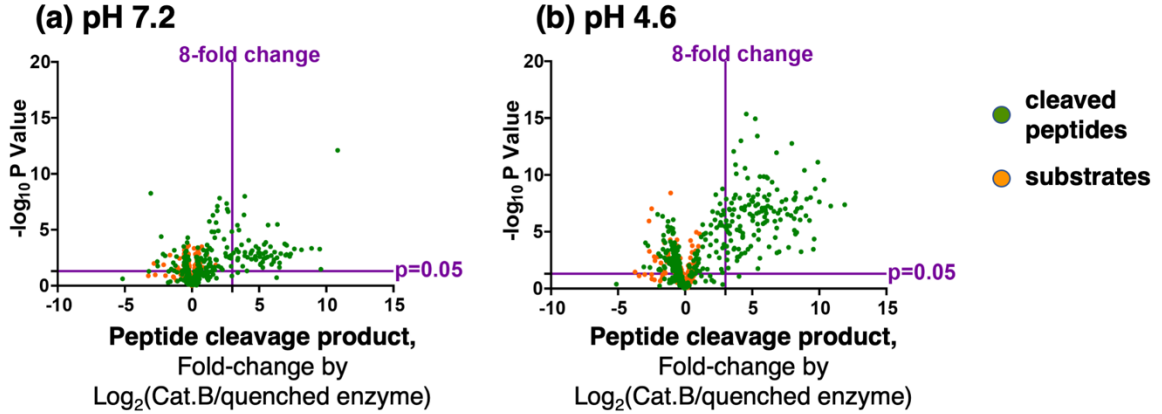 (a) pH 7.2
8-fold change
20
15
10
5
0
-10
-5
0
5
10
15
-log10 P Value
p=0.05
Peptide cleavage product,
Fold-change by
Log2(Cat.B/quenched enzyme)
(b) pH 4.6
8-fold change
20
15
10
5
0
-10
-5
0
5
10
15
-log10 P Value
p=0.05
Peptide cleavage product,
Fold-change by
Log2(Cat.B/quenched enzyme)
cleaved
peptides
substrates